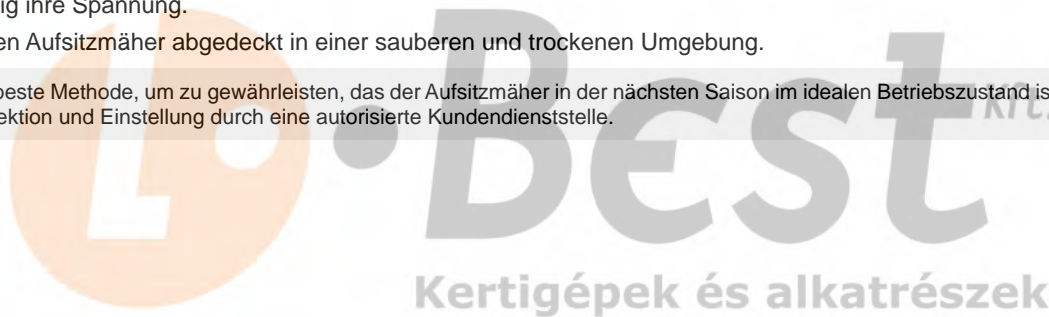 ig ihre Spannung.
en Aufsitzmäher abgedeckt in einer sauberen und trockenen Umgebung.
beste Methode, um zu gewährleisten, das der Aufsitzmäher in der nächsten Saison im idealen Betriebszustand is
ektion und Einstellung durch eine autorisierte Kundendienststelle.
L
Best
Kft.
Kertigépek és alkatrészek